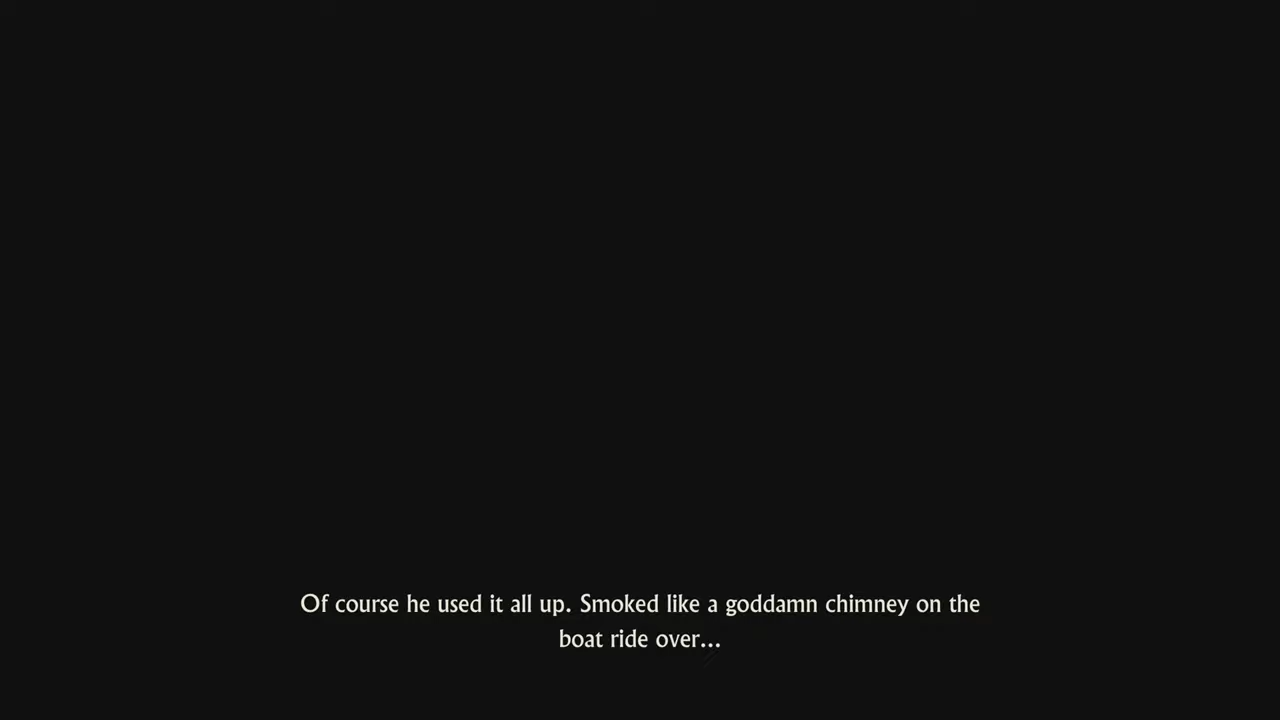 Of course he used it all up. Smoked like a goddamn chimney on the
boat ride over...